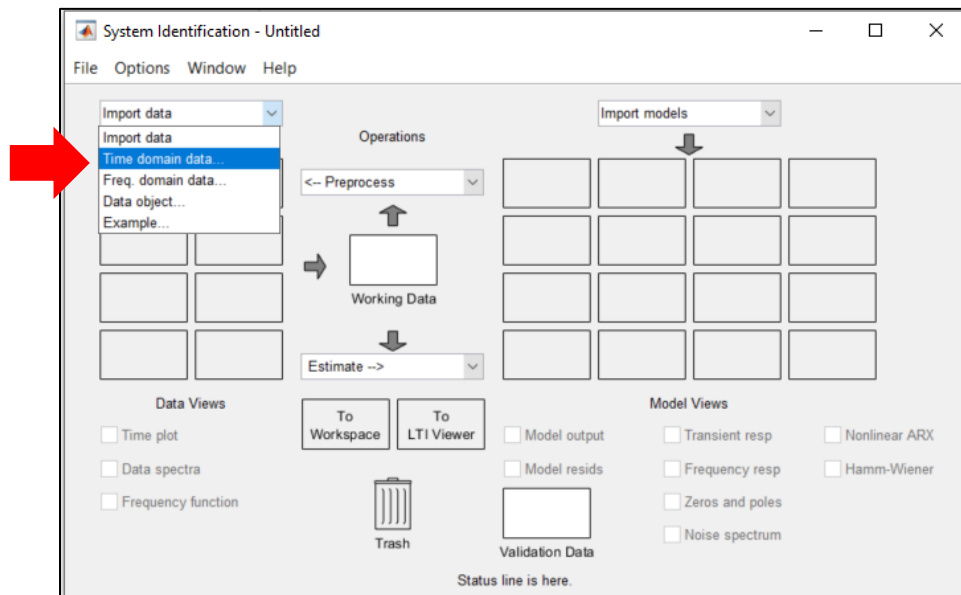 System Identification - Untitled
File Options Window Help
Import data
Import models
Import data
Time domain data...
Freq. domain data...
Data object...
Example...
Operations
<-- Preprocess
Working Data
Estimate -->
Data Views
Time plot
Data spectra
Frequency function
To
Workspace
To
LTI Viewer
Trash
Model Views
Model output
Transient resp
Nonlinear ARX
Model resids
Frequency resp
Hamm-Wiener
Zeros and poles
Noise spectrum
Validation Data
Status line is here.